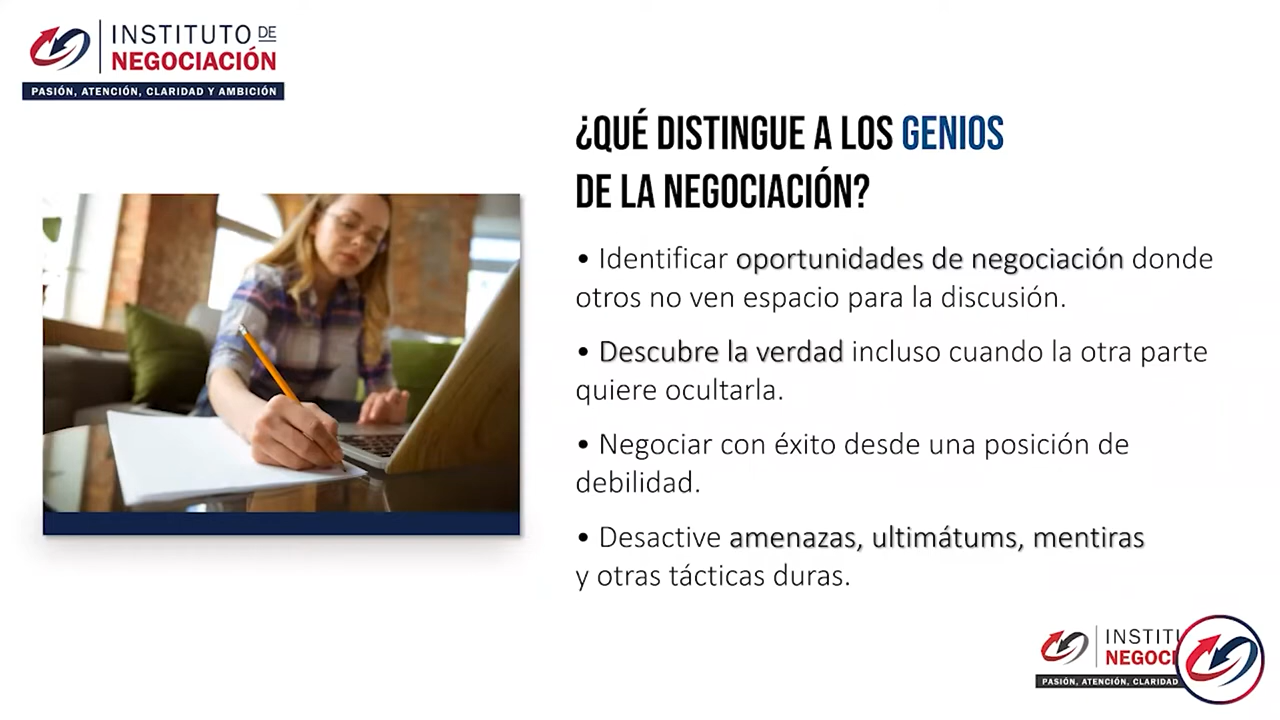 INSTITUTO DE
NEGOCIACIÓN
PASIÓN, ATENCIÓN, CLARIDAD Y AMBICIÓN
¿QUÉ DISTINGUE A LOS GENIOS
DE LA NEGOCIACIÓN?
• Identificar oportunidades de negociación donde
otros no ven espacio para la discusión.
• Descubre la verdad incluso cuando la otra parte
quiere ocultarla.
• Negociar con éxito desde una posición de
debilidad.
• Desactive amenazas, ultimátums, mentiras
y otras tácticas duras.
INSTITU
NEGOCI
PASIÓN, ATENCIÓN, CLARIDAD